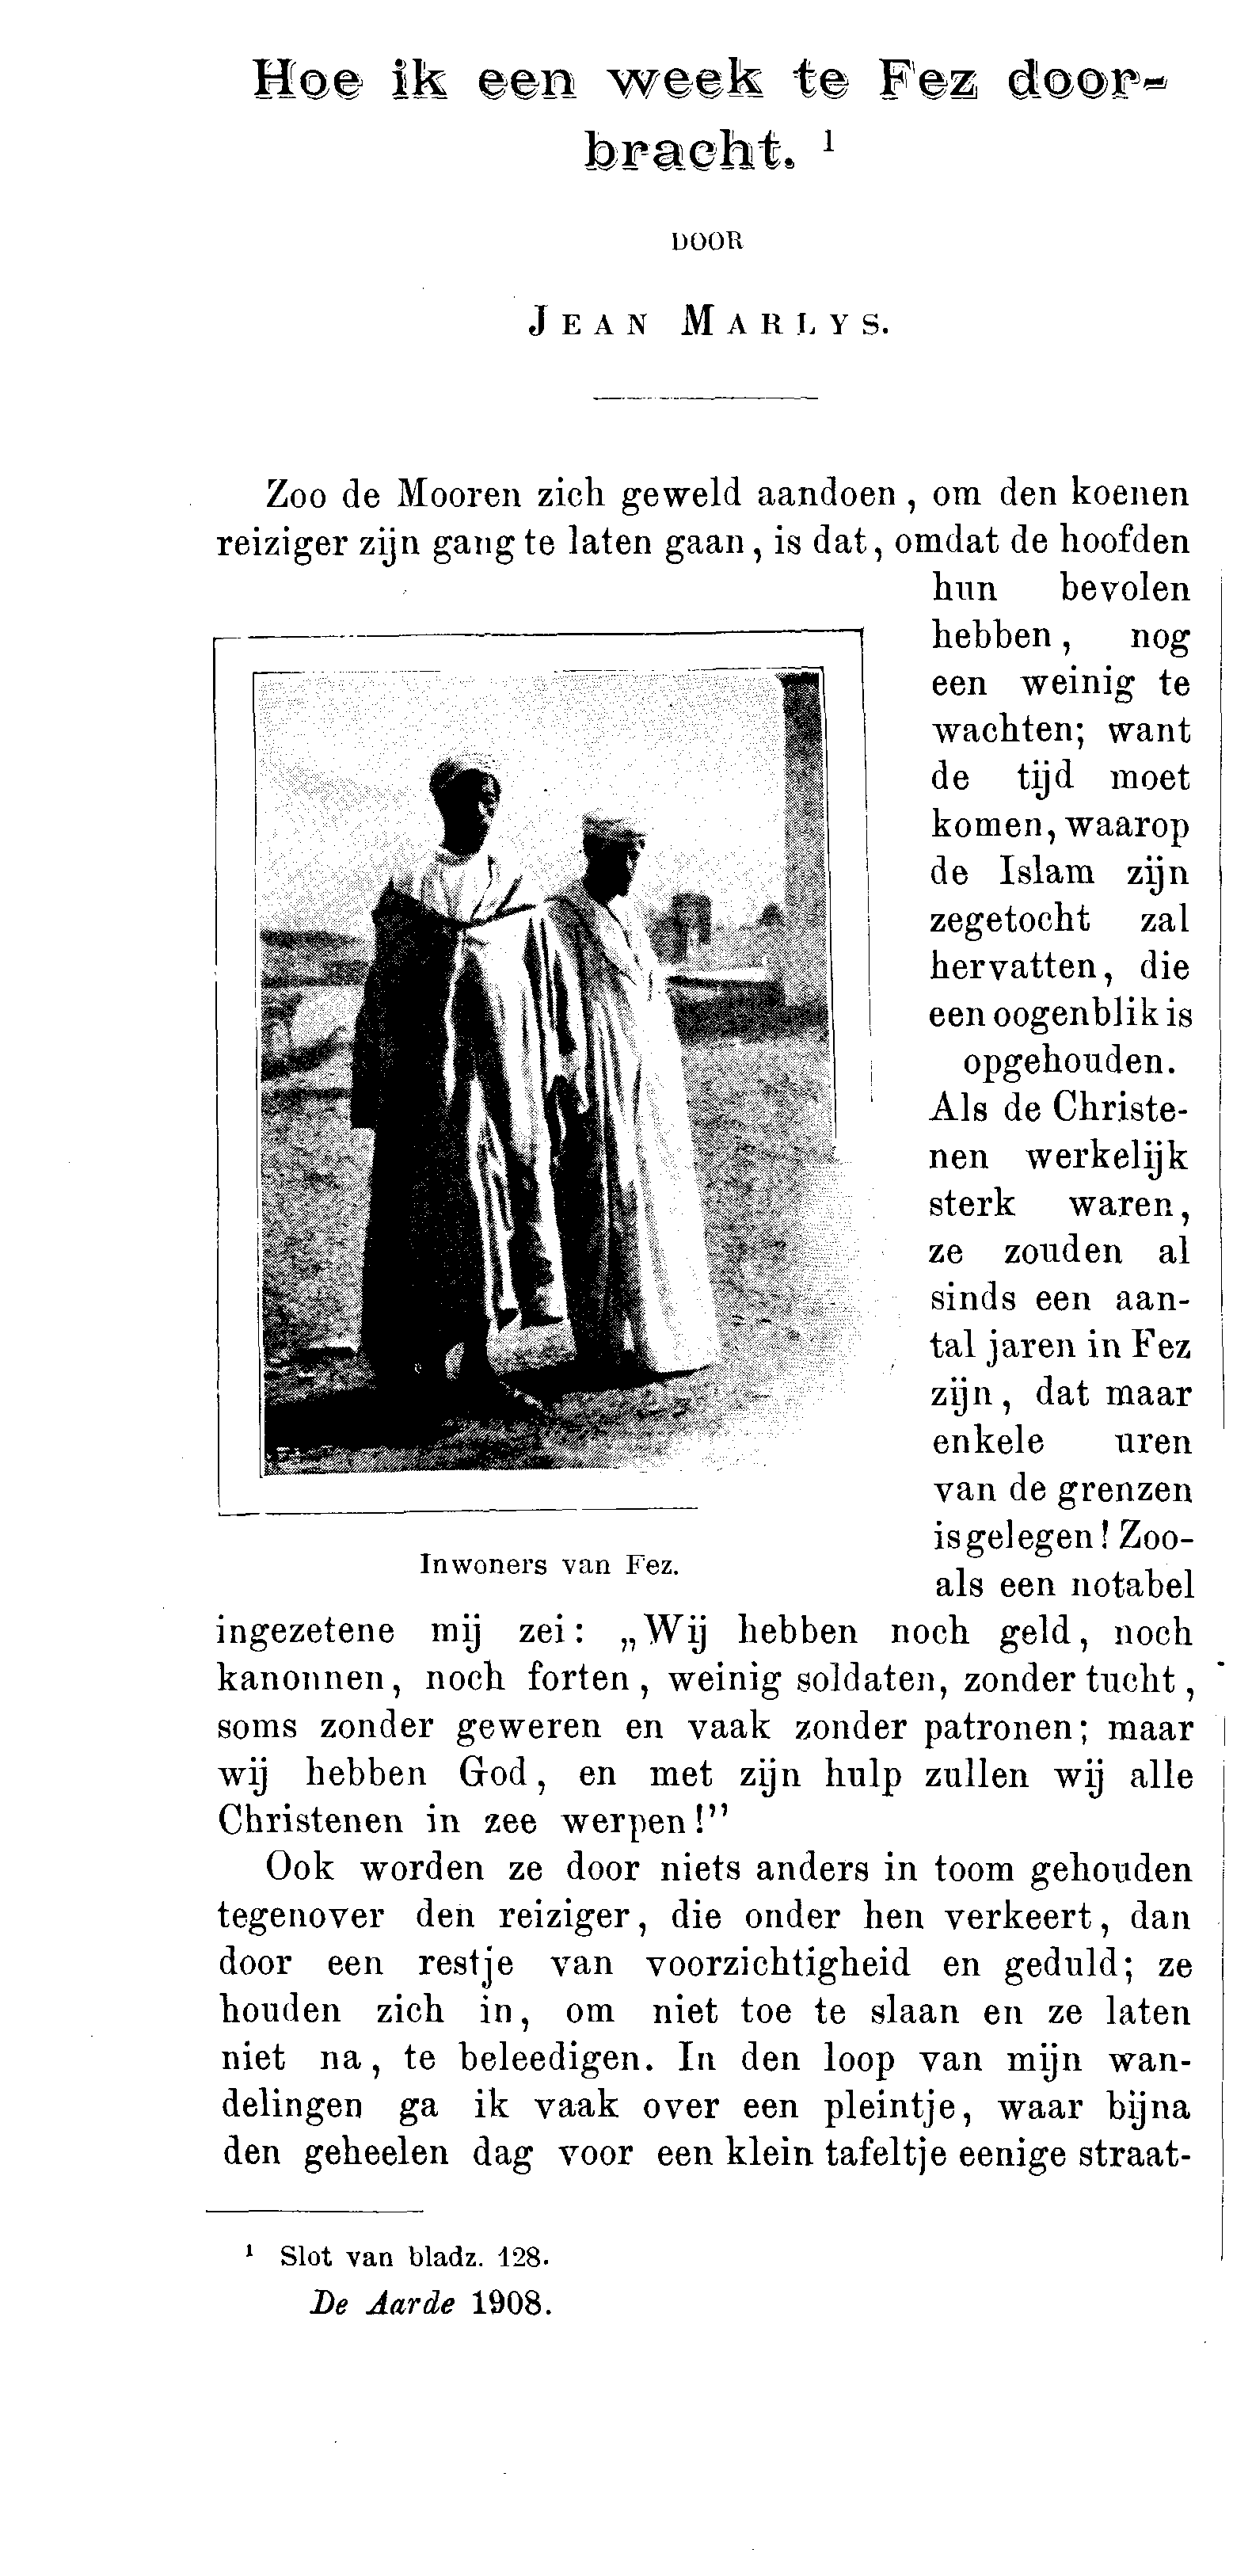 Hoe ik een week te Fez door-
bracht. 1
DOOR
JEAN MARLYS.
Zoo de Mooren zich geweld aandoen, om den koenen
reiziger zijn gang te laten gaan, is dat, omdat de hoofden
hun bevolen
hebben, nog
een weinig te
wachten; want
de tijd moet
komen, waarop
de Islam zijn
zegetocht zal
hervatten, die
een oogenblik is
opgehouden.
Als de Christe-
nen werkelijk
sterk waren,
ze zouden al
sinds een aan-
tal jaren in Fez
zijn, dat maar
enkele uren
van de grenzen
is gelegen! Zoo-
als een notabel
Inwoners van Fez.
ingezetene mij zei: „Wij hebben noch geld, noch
kanonnen, noch forten, weinig soldaten, zonder tucht,
soms zonder geweren en vaak zonder patronen; maar
wij hebben God, en met zijn hulp zullen wij alle
Christenen in zee werpen!”
Ook worden ze door niets anders in toom gehouden
tegenover den reiziger, die onder hen verkeert, dan
door een restje van voorzichtigheid en geduld; ze
houden zich in, om niet toe te slaan en ze laten
niet na, te beleedigen. In den loop van mijn wan-
delingen ga ik vaak over een pleintje, waar bijna
den geheelen dag voor een klein tafeltje eenige straat-
1 Slot van bladz. 128.
De Aarde 1908.